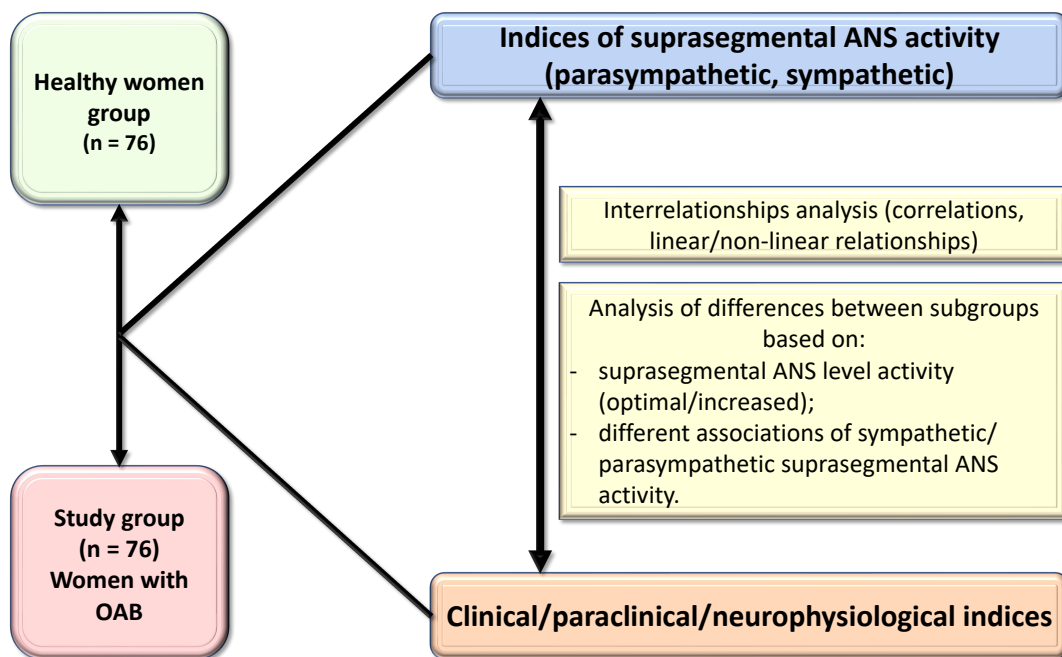 Healthy women
group
(n = 76)
Indices of suprasegmental ANS activity
(parasympathetic, sympathetic)
Interrelationships analysis (correlations,
linear/non-linear relationships)
Analysis of differences between subgroups
based on:
- suprasegmental ANS level activity
(optimal/increased);
- different associations of sympathetic/
parasympathetic suprasegmental ANS
activity.
Study group
(n = 76)
Women with
OAB
Clinical/paraclinical/neurophysiological indices